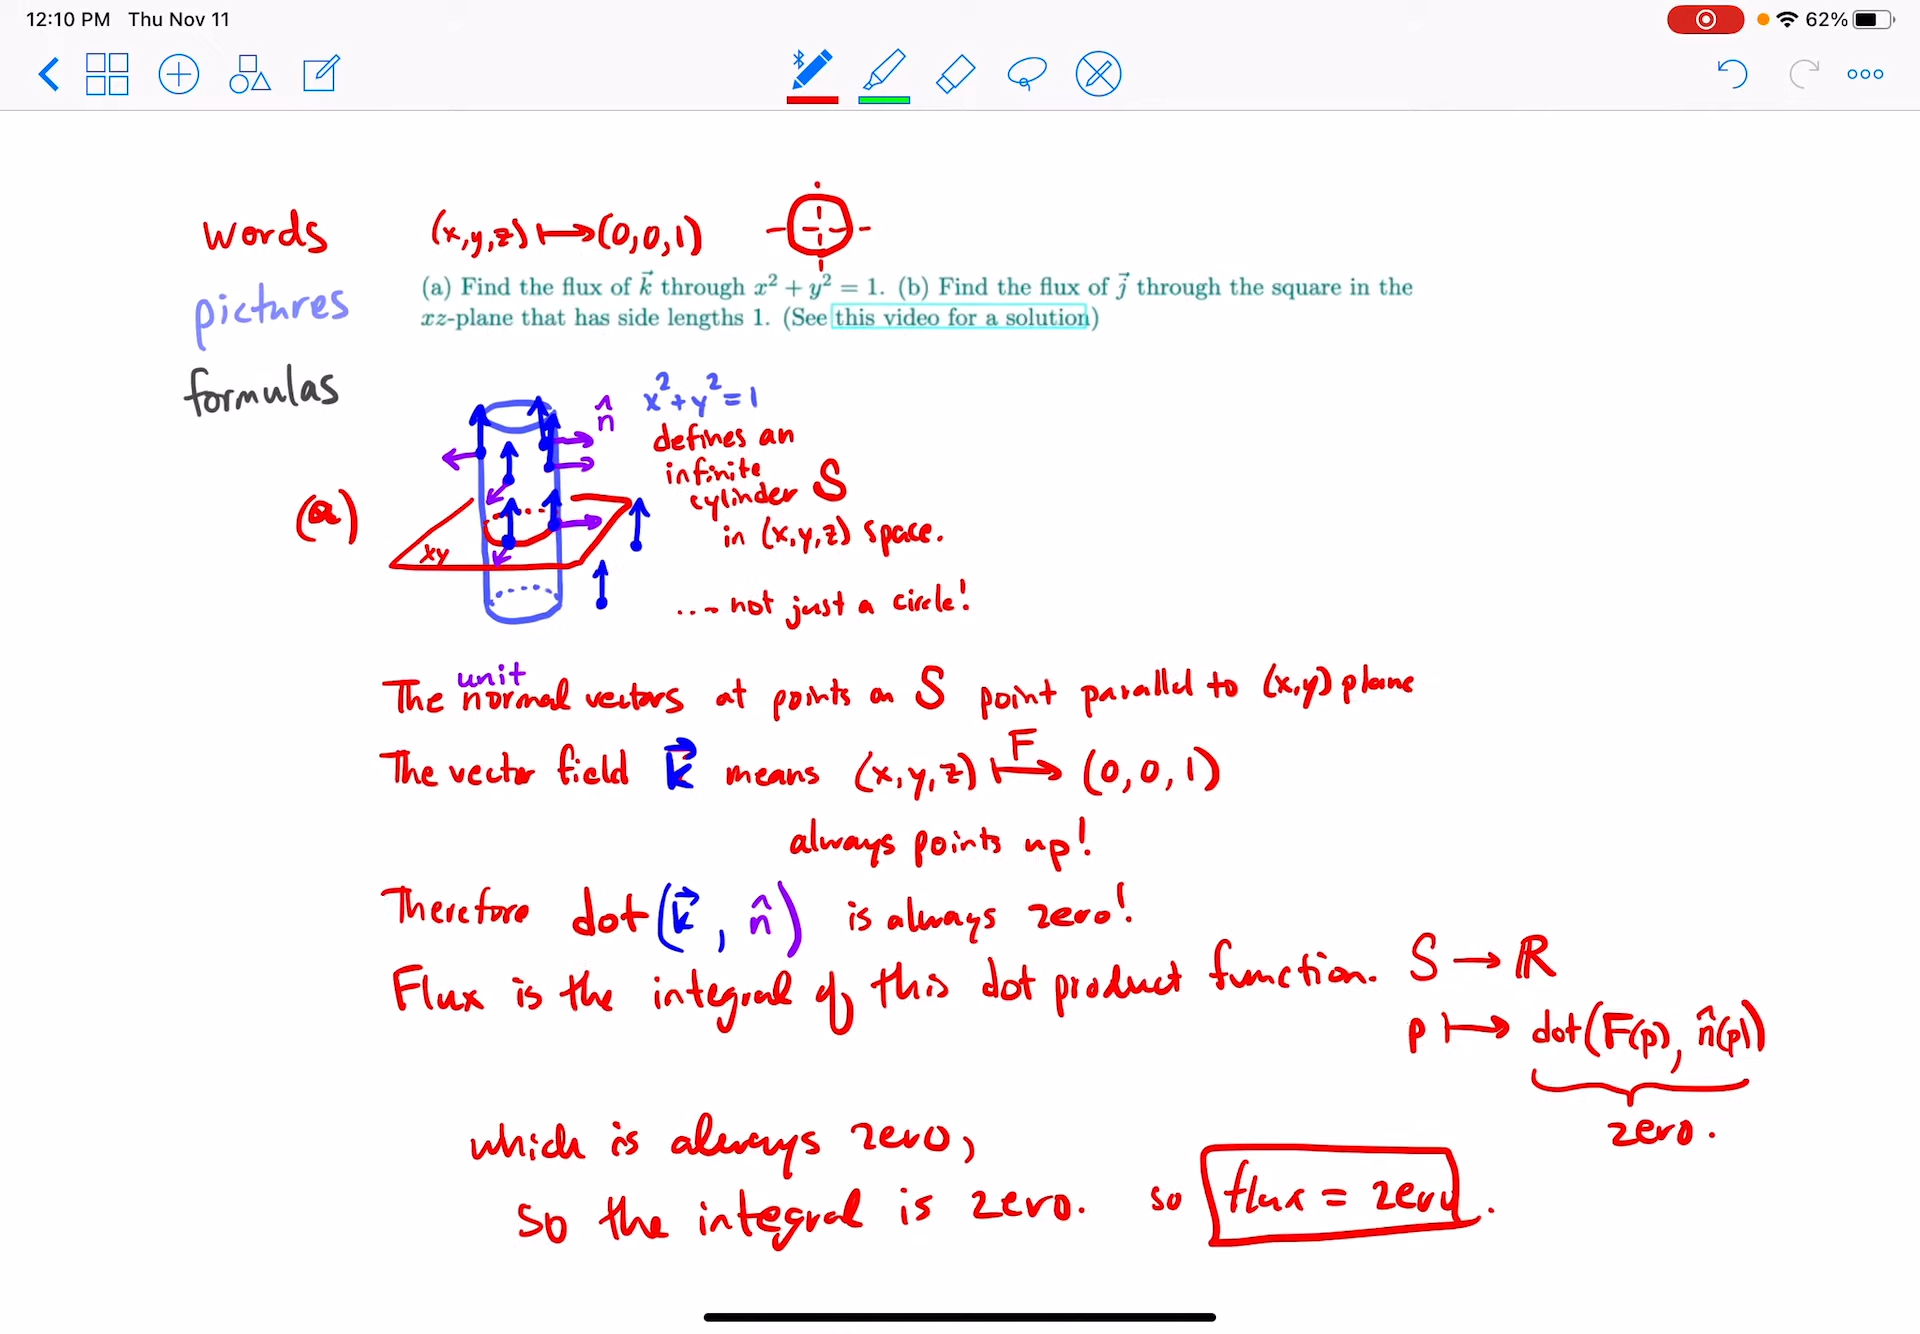 12:10 PM Thu Nov 11
62%
words (x,y,z) ↦ (0,0,1)
pictures
formulas
(a) Find the flux of k⃗ through x² + y² = 1. (b) Find the flux of j⃗ through the square in the
xz-plane that has side lengths 1. (See this video for a solution)
(a)
n̂
xy
x² + y² = 1
defines an
infinite
cylinder S
in (x,y,z) space.
.... not just a circle!
The unit normal vectors at points on S point parallel to (x,y) plane
The vector field k⃗ means (x,y,z) ↦ F (0,0,1)
always points up!
Therefore dot(k⃗, n̂) is always zero!
Flux is the integral of this dot product function. S → ℝ
p ↦ dot(F(p), n̂(p))
zero.
which is always zero,
so the integral is zero. so flux = zero.